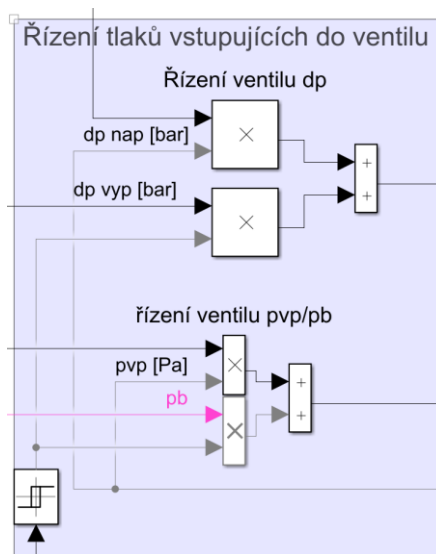 Řízení tlaků vstupujících do ventilu
Řízení ventilu dp
dp nap [bar]
×
dp vyp [bar]
×
+
+
řízení ventilu pvp/pb
pvp [Pa]
×
pb
×
+
+